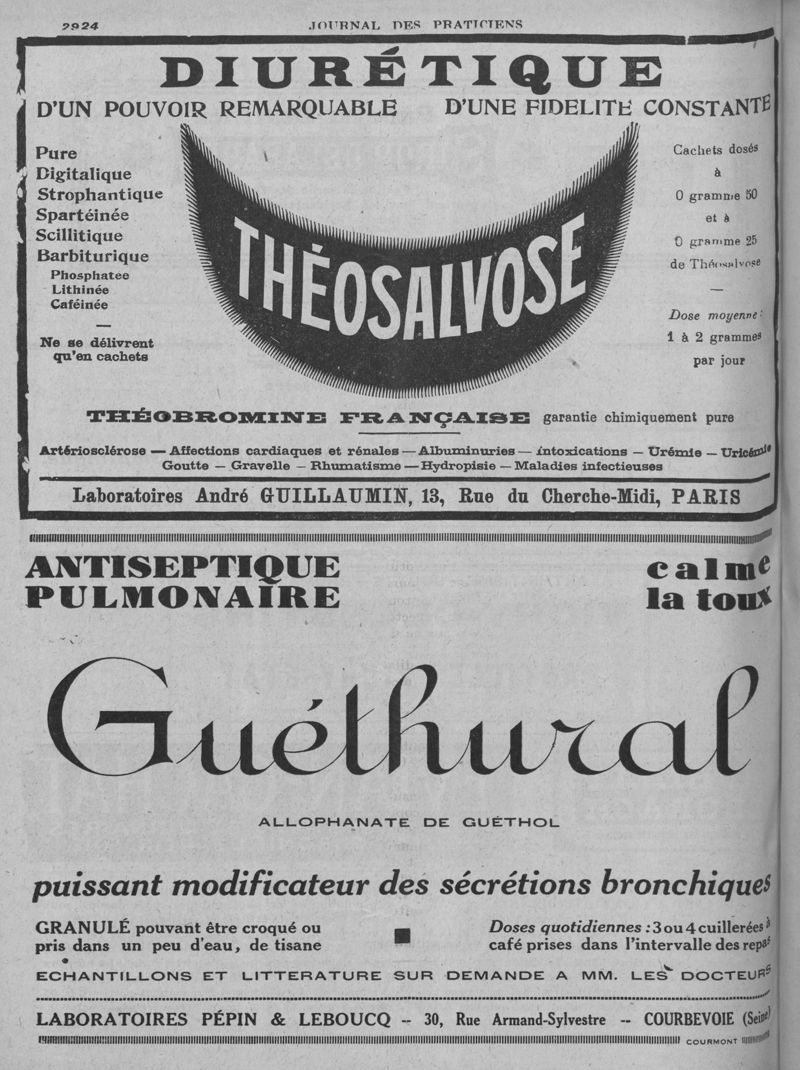 2924
JOURNAL DES PRATICIENS
DIURÉTIQUE
D'UN POUVOIR REMARQUABLE D'UNE FIDELITÉ CONSTANTE
Pure
Digitalique
Strophantique
Spartéinée
Scillitique
Barbiturique
Phosphatee
Lithinée
Caféinée
—
Ne se délivrent
qu'en cachets
THÉOSALVOSE
Cachets dosés
à
0 gramme 50
et à
0 gramme 25
de Théosalvose
—
Dose moyenne:
1 à 2 grammes
par jour
THÉOBROMINE FRANÇAISE garantie chimiquement pure
Artériosclérose — Affections cardiaques et rénales — Albuminuries — intoxications — Urémie — Uricémie
Goutte — Gravelle — Rhumatisme — Hydropisie — Maladies infectieuses
Laboratoires André GUILLAUMIN, 13, Rue du Cherche-Midi, PARIS
ANTISEPTIQUE
PULMONAIRE
calme
la toux
Guéthural
ALLOPHANATE DE GUÉTHOL
puissant modificateur des sécrétions bronchiques
GRANULÉ pouvant être croqué ou
pris dans un peu d'eau, de tisane
Doses quotidiennes : 3 ou 4 cuillerées à
café prises dans l'intervalle des repas
ECHANTILLONS ET LITTERATURE SUR DEMANDE A MM. LES DOCTEURS
LABORATOIRES PÉPIN & LEBOUCQ -- 30, Rue Armand-Sylvestre -- COURBEVOIE (Seine)
COURMONT